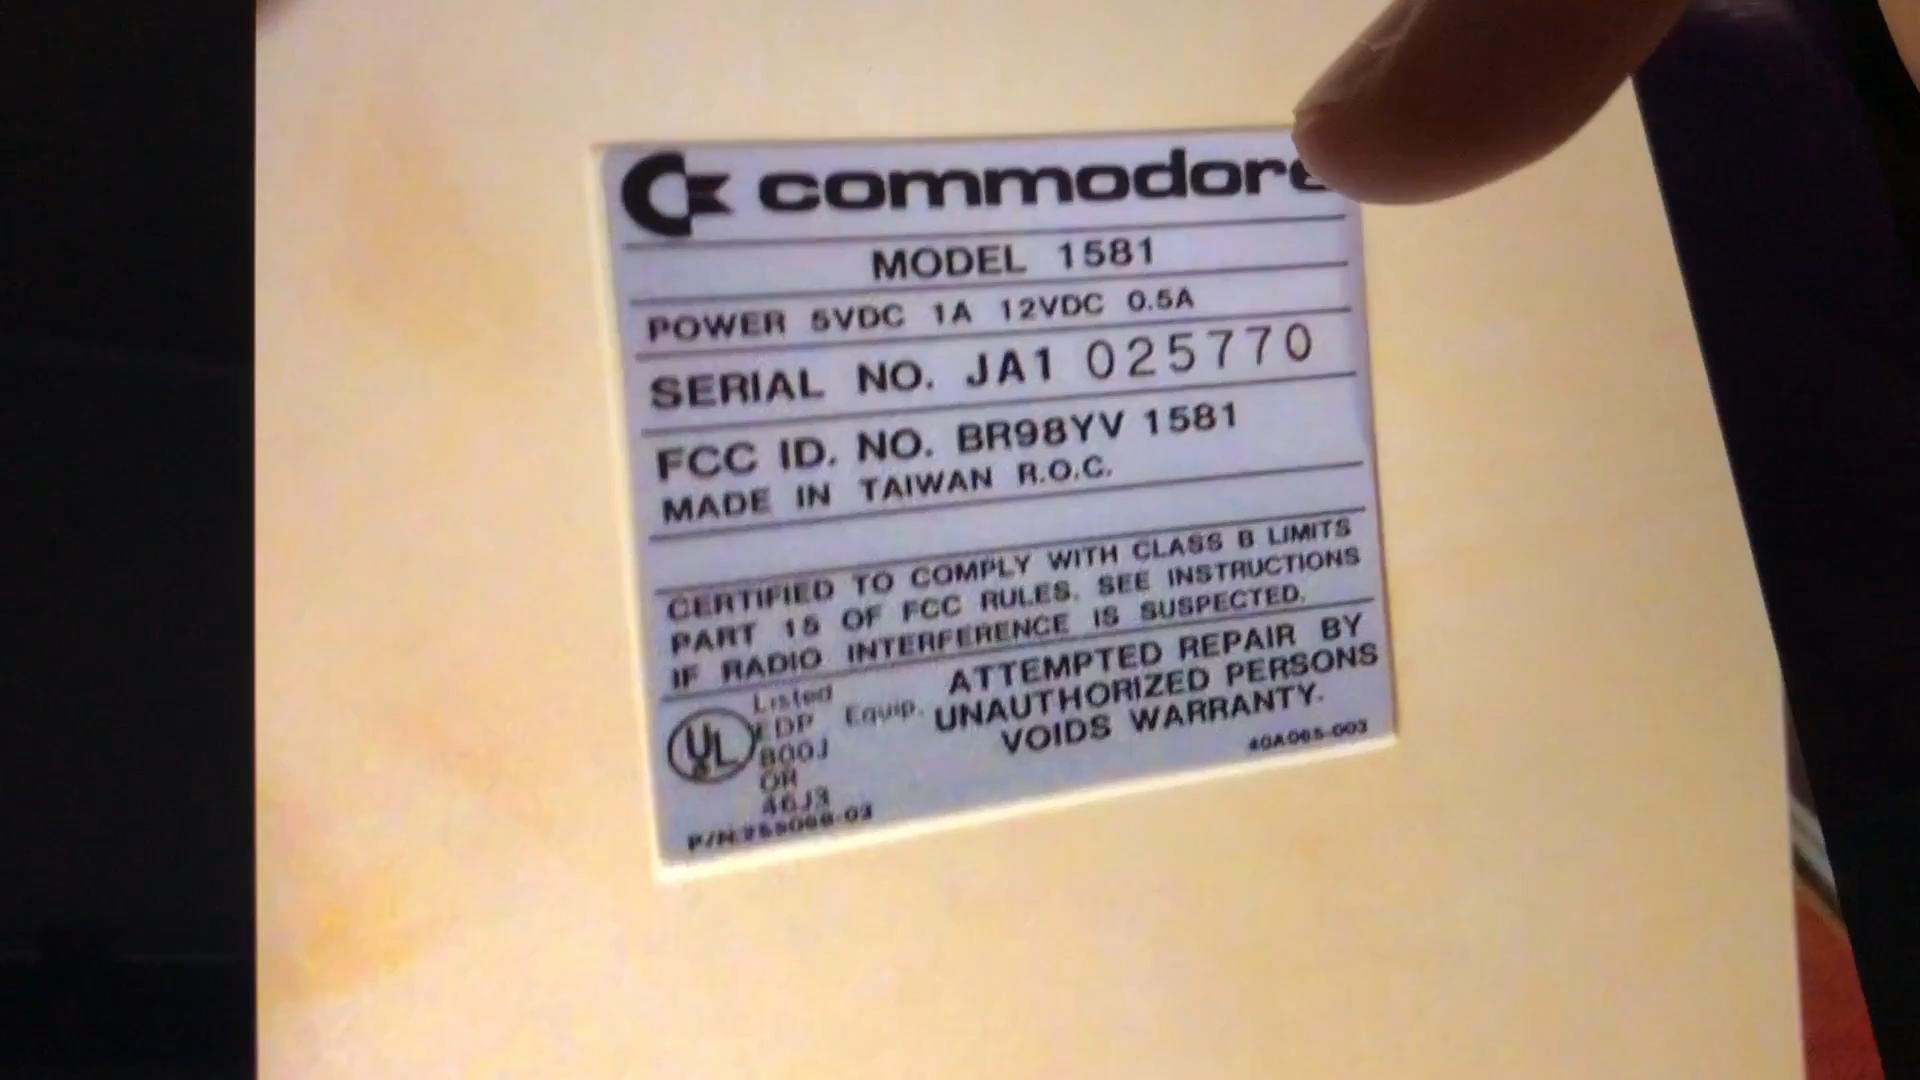 commodore
MODEL 1581
POWER 5VDC 1A 12VDC 0.5A
SERIAL NO. JA1 025770
FCC ID. NO. BR98YV 1581
MADE IN TAIWAN R.O.C.
CERTIFIED TO COMPLY WITH CLASS B LIMITS
PART 15 OF FCC RULES. SEE INSTRUCTIONS
IF RADIO INTERFERENCE IS SUSPECTED.
UL
Listed
EDP Equip.
800J
OR
46J3
ATTEMPTED REPAIR BY
UNAUTHORIZED PERSONS
VOIDS WARRANTY.